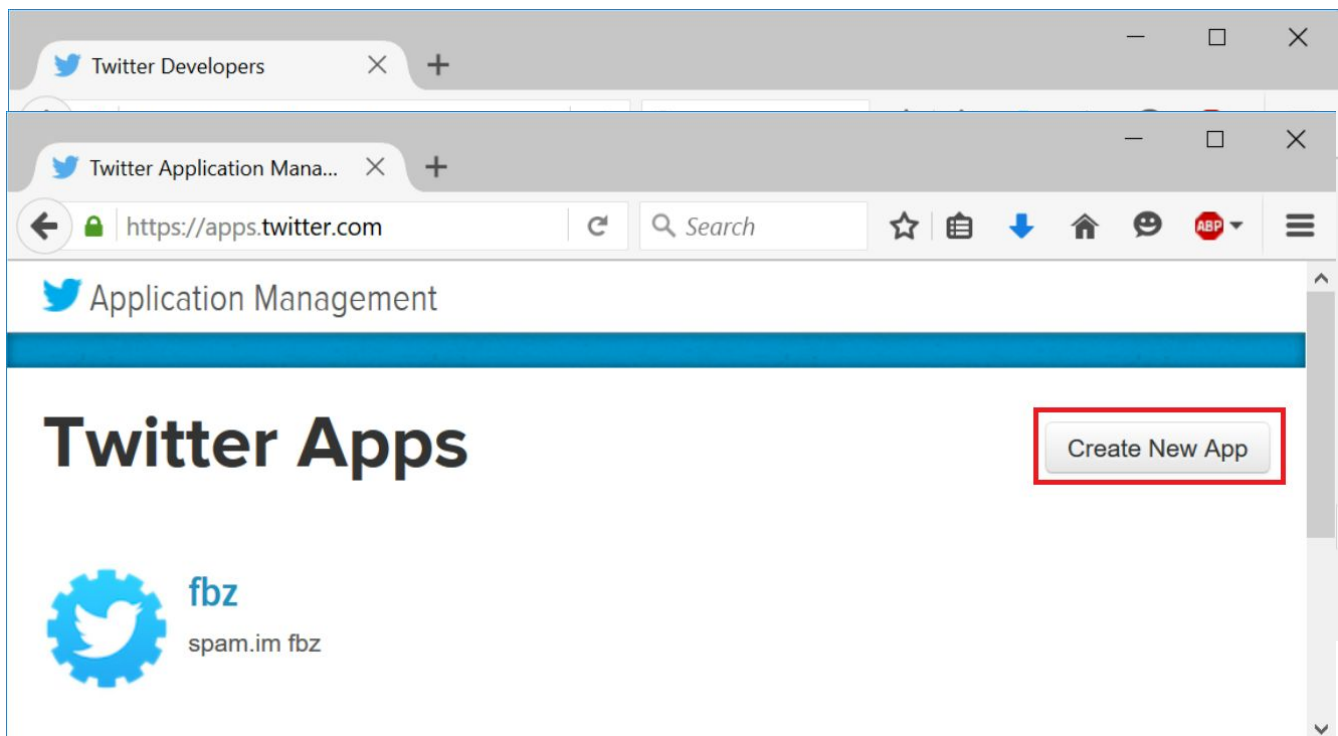 Twitter Developers
Twitter Application Mana...
https://apps.twitter.com
Search
ABP
Application Management
Twitter Apps
Create New App
fbz
spam.im fbz